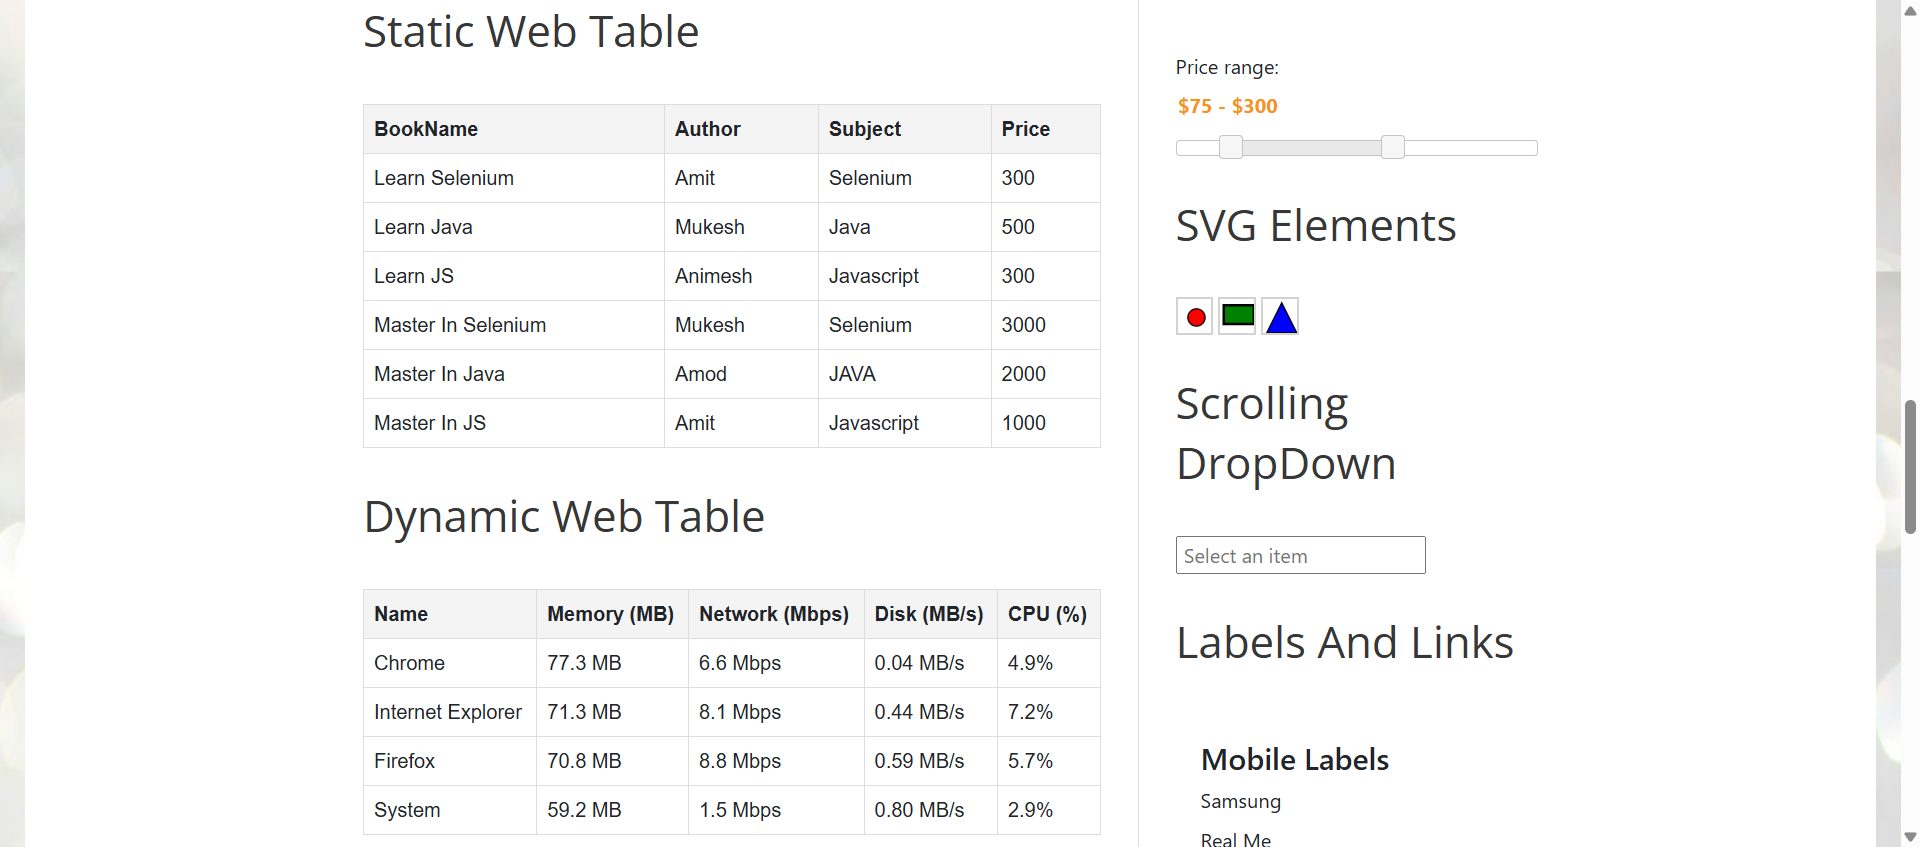 Static Web Table
BookName Author Subject Price
Learn Selenium Amit Selenium 300
Learn Java Mukesh Java 500
Learn JS Animesh Javascript 300
Master In Selenium Mukesh Selenium 3000
Master In Java Amod JAVA 2000
Master In JS Amit Javascript 1000
Dynamic Web Table
Name Memory (MB) Network (Mbps) Disk (MB/s) CPU (%)
Chrome 77.3 MB 6.6 Mbps 0.04 MB/s 4.9%
Internet Explorer 71.3 MB 8.1 Mbps 0.44 MB/s 7.2%
Firefox 70.8 MB 8.8 Mbps 0.59 MB/s 5.7%
System 59.2 MB 1.5 Mbps 0.80 MB/s 2.9%
Price range:
$75 - $300
SVG Elements
Scrolling
DropDown
Select an item
Labels And Links
Mobile Labels
Samsung
Real Me